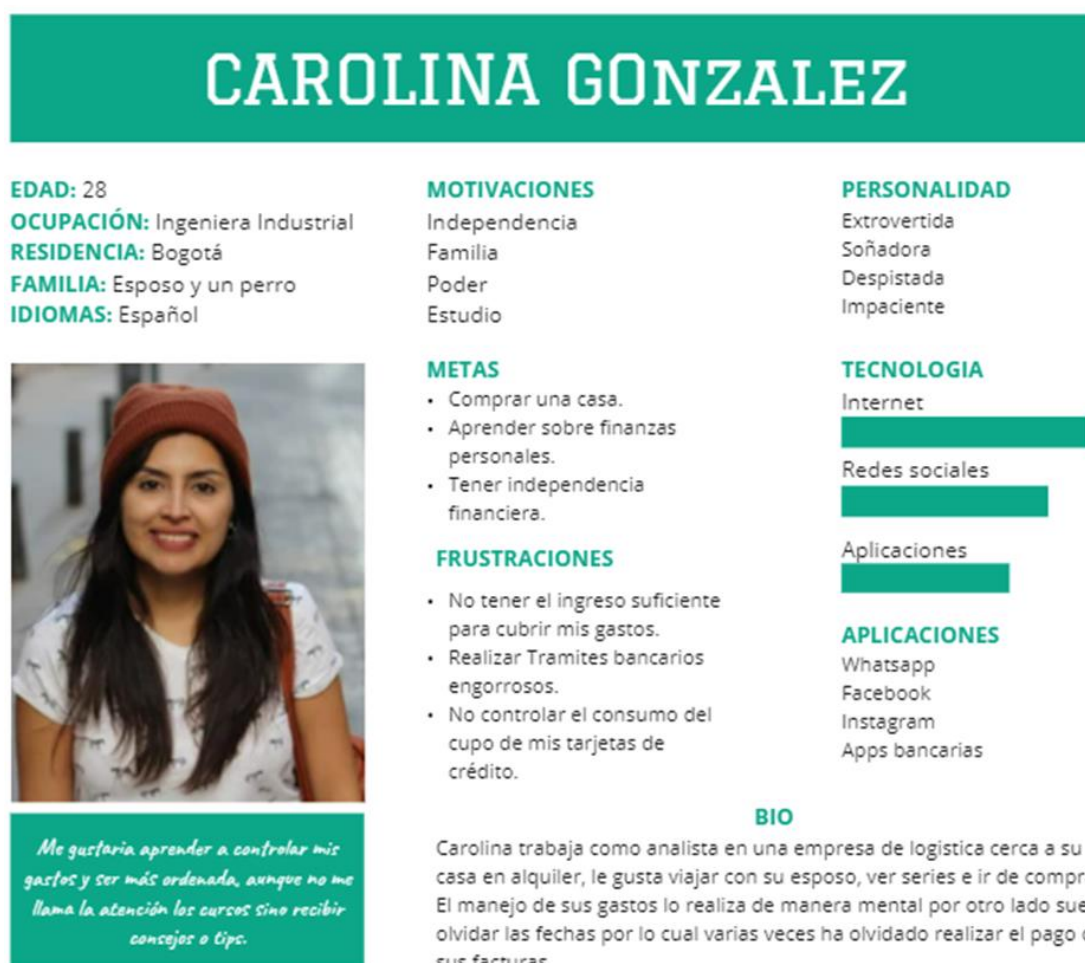 CAROLINA GONZALEZ
EDAD: 28
OCUPACIÓN: Ingeniera Industrial
RESIDENCIA: Bogotá
FAMILIA: Esposo y un perro
IDIOMAS: Español
Me gustaria aprender a controlar mis
gastos y ser más ordenada, aunque no me
llama la atención los cursos sino recibir
consejos o tips.
MOTIVACIONES
Independencia
Familia
Poder
Estudio
METAS
• Comprar una casa.
• Aprender sobre finanzas
personales.
• Tener independencia
financiera.
FRUSTRACIONES
• No tener el ingreso suficiente
para cubrir mis gastos.
• Realizar Tramites bancarios
engorrosos.
• No controlar el consumo del
cupo de mis tarjetas de
crédito.
PERSONALIDAD
Extrovertida
Soñadora
Despistada
Impaciente
TECNOLOGIA
Internet
Redes sociales
Aplicaciones
APLICACIONES
Whatsapp
Facebook
Instagram
Apps bancarias
BIO
Carolina trabaja como analista en una empresa de logistica cerca a su
casa en alquiler, le gusta viajar con su esposo, ver series e ir de compr
El manejo de sus gastos lo realiza de manera mental por otro lado sue
olvidar las fechas por lo cual varias veces ha olvidado realizar el pago
sus facturas